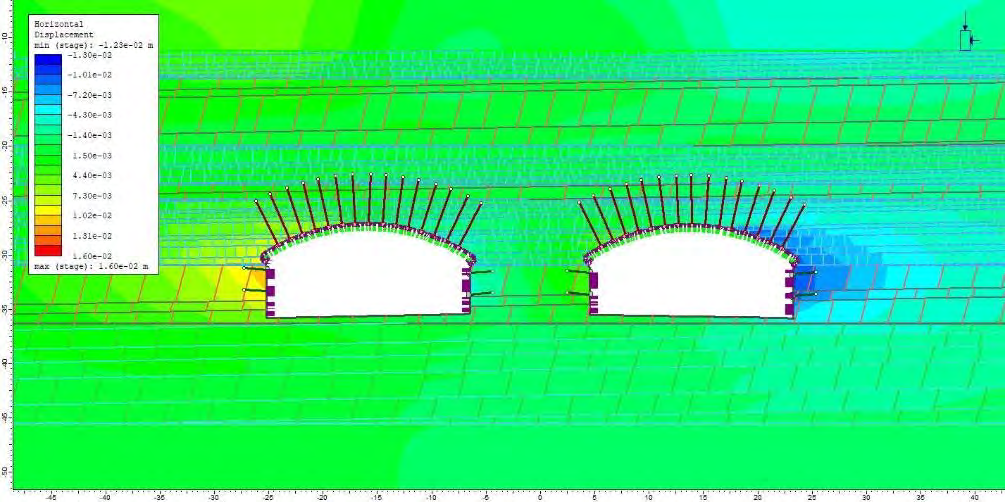 Horizontal
Displacement
min (stage): -1.23e-02 m
-1.30e-02
-1.01e-02
-7.20e-03
-4.30e-03
-1.40e-03
1.50e-03
4.40e-03
7.30e-03
1.02e-02
1.31e-02
1.60e-02
max (stage): 1.60e-02 m
-10
-15
-20
-25
-30
-35
-40
-45
-50
-45 -40 -35 -30 -25 -20 -15 -10 -5 0 5 10 15 20 25 30 35 40